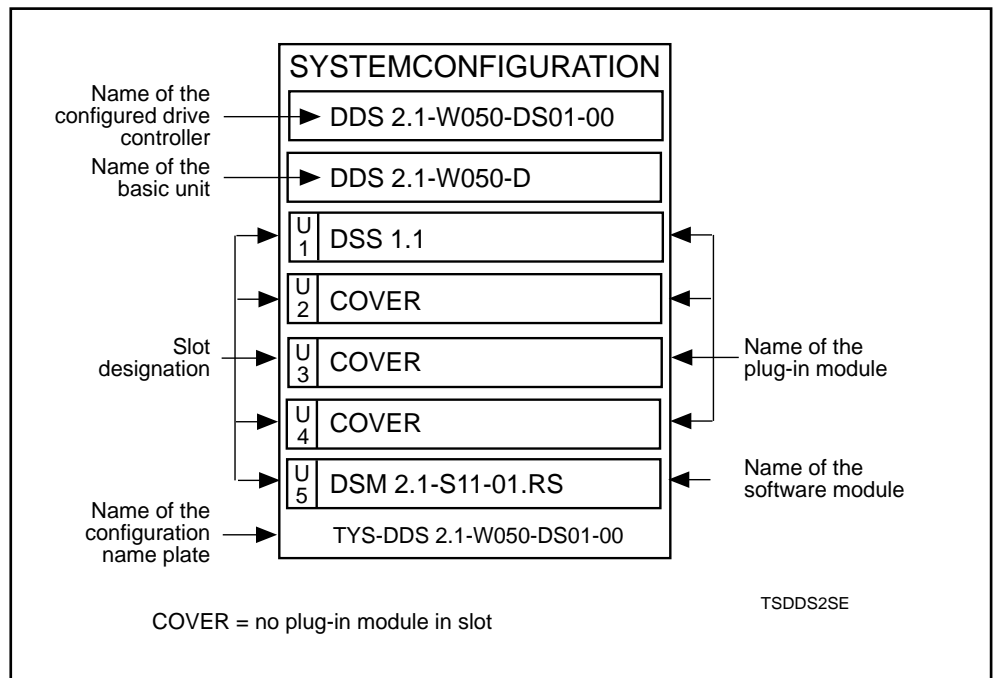 SYSTEMCONFIGURATION
Name of the
configured drive
controller
DDS 2.1-W050-DS01-00
Name of the
basic unit
DDS 2.1-W050-D
U
1
DSS 1.1
U
2
COVER
Slot
designation
U
3
COVER
Name of the
plug-in module
U
4
COVER
U
5
DSM 2.1-S11-01.RS
Name of the
software module
Name of the
configuration
name plate
TYS-DDS 2.1-W050-DS01-00
TSDDS2SE
COVER = no plug-in module in slot